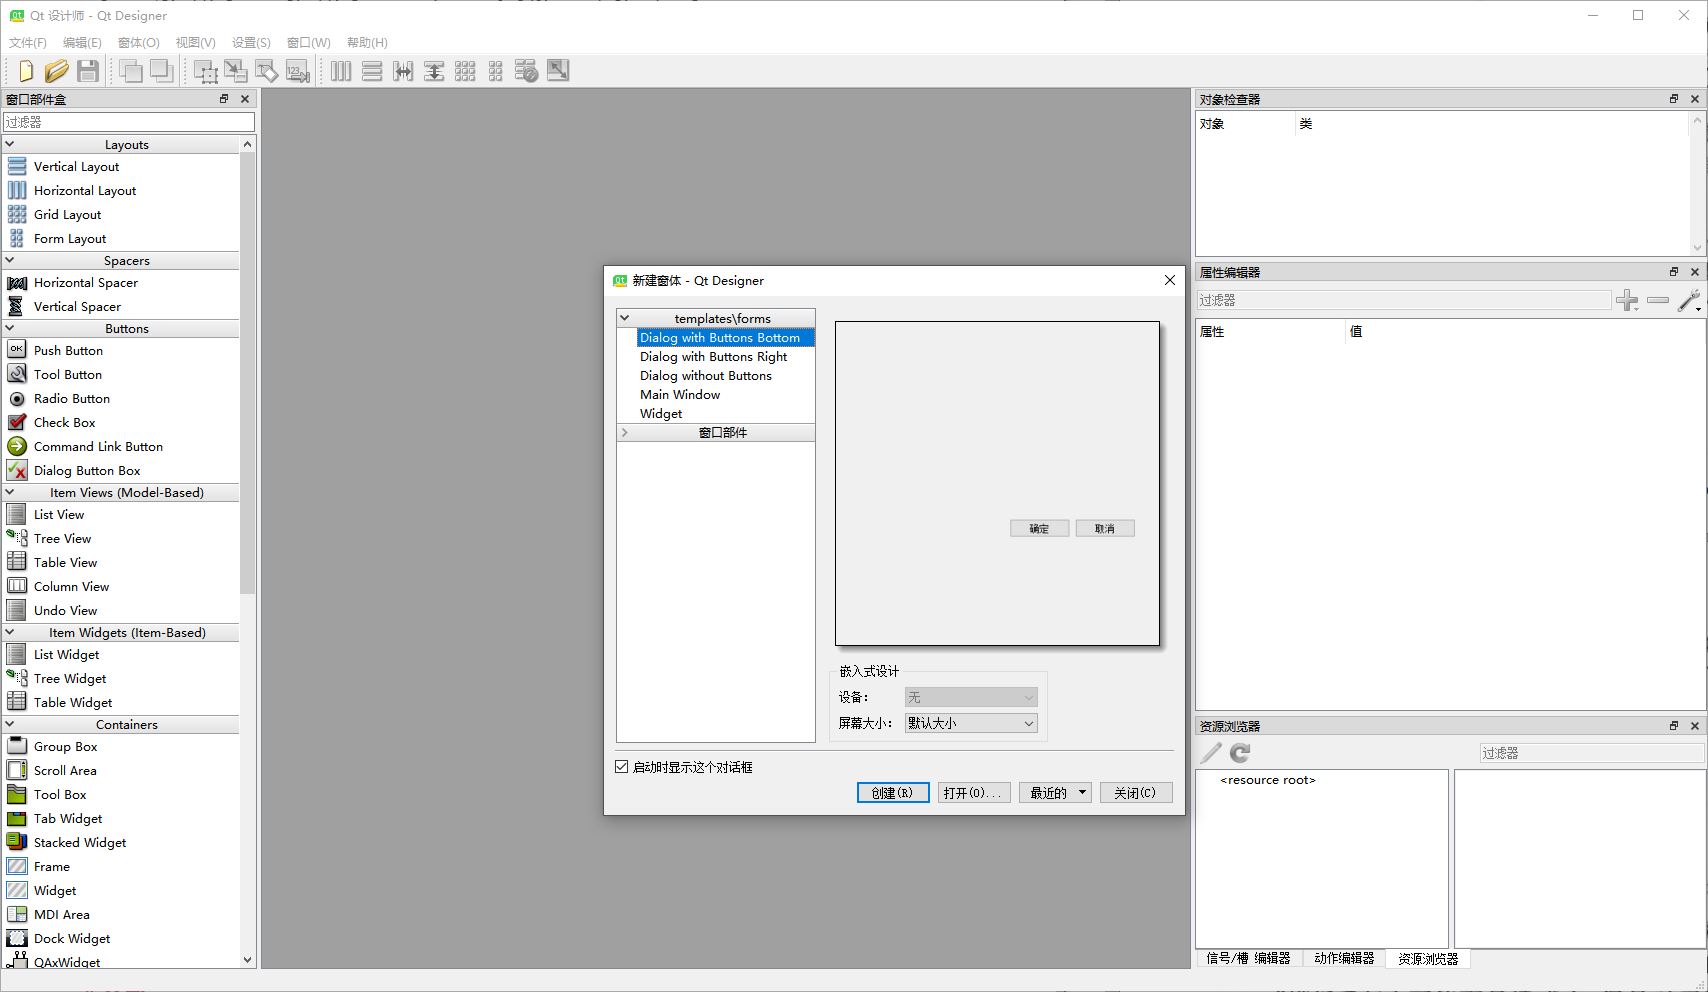 Qt 设计师 - Qt Designer
文件(F) 编辑(E) 窗体(O) 视图(V) 设置(S) 窗口(W) 帮助(H)
窗口部件盒
过滤器
Layouts
Vertical Layout
Horizontal Layout
Grid Layout
Form Layout
Spacers
Horizontal Spacer
Vertical Spacer
Buttons
Push Button
Tool Button
Radio Button
Check Box
Command Link Button
Dialog Button Box
Item Views (Model-Based)
List View
Tree View
Table View
Column View
Undo View
Item Widgets (Item-Based)
List Widget
Tree Widget
Table Widget
Containers
Group Box
Scroll Area
Tool Box
Tab Widget
Stacked Widget
Frame
Widget
MDI Area
Dock Widget
QAxWidget
新建窗体 - Qt Designer
templates\forms
Dialog with Buttons Bottom
Dialog with Buttons Right
Dialog without Buttons
Main Window
Widget
窗口部件
确定 取消
嵌入式设计
设备: 无
屏幕大小: 默认大小
启动时显示这个对话框
创建(R) 打开(O)... 最近的 关闭(C)
对象检查器
对象 类
属性编辑器
过滤器
属性 值
资源浏览器
过滤器
<resource root>
信号/槽 编辑器 动作编辑器 资源浏览器